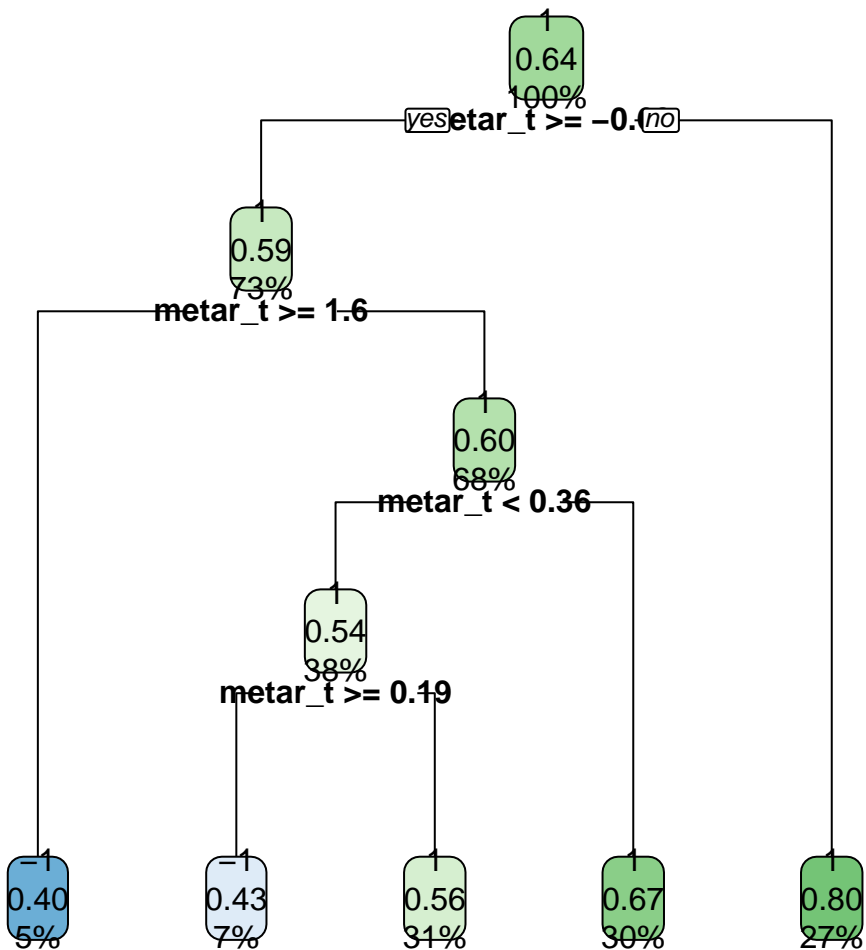 1
0.64
100%
yes etar_t >= −0. no
1
0.59
73%
metar_t >= 1.6
1
0.60
68%
metar_t < 0.36
1
0.54
38%
metar_t >= 0.19
−1 −1 1 1 1
0.40 0.43 0.56 0.67 0.80
5% 7% 31% 30% 27%